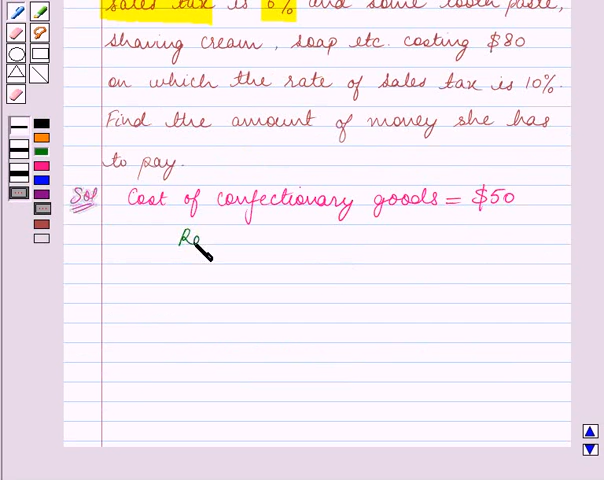 sales tax is 6% and some tooth paste,
shaving cream, soap etc. costing $80
on which the rate of sales tax is 10%.
Find the amount of money she has
to pay.
Sol Cost of confectionary goods = $50
Ra